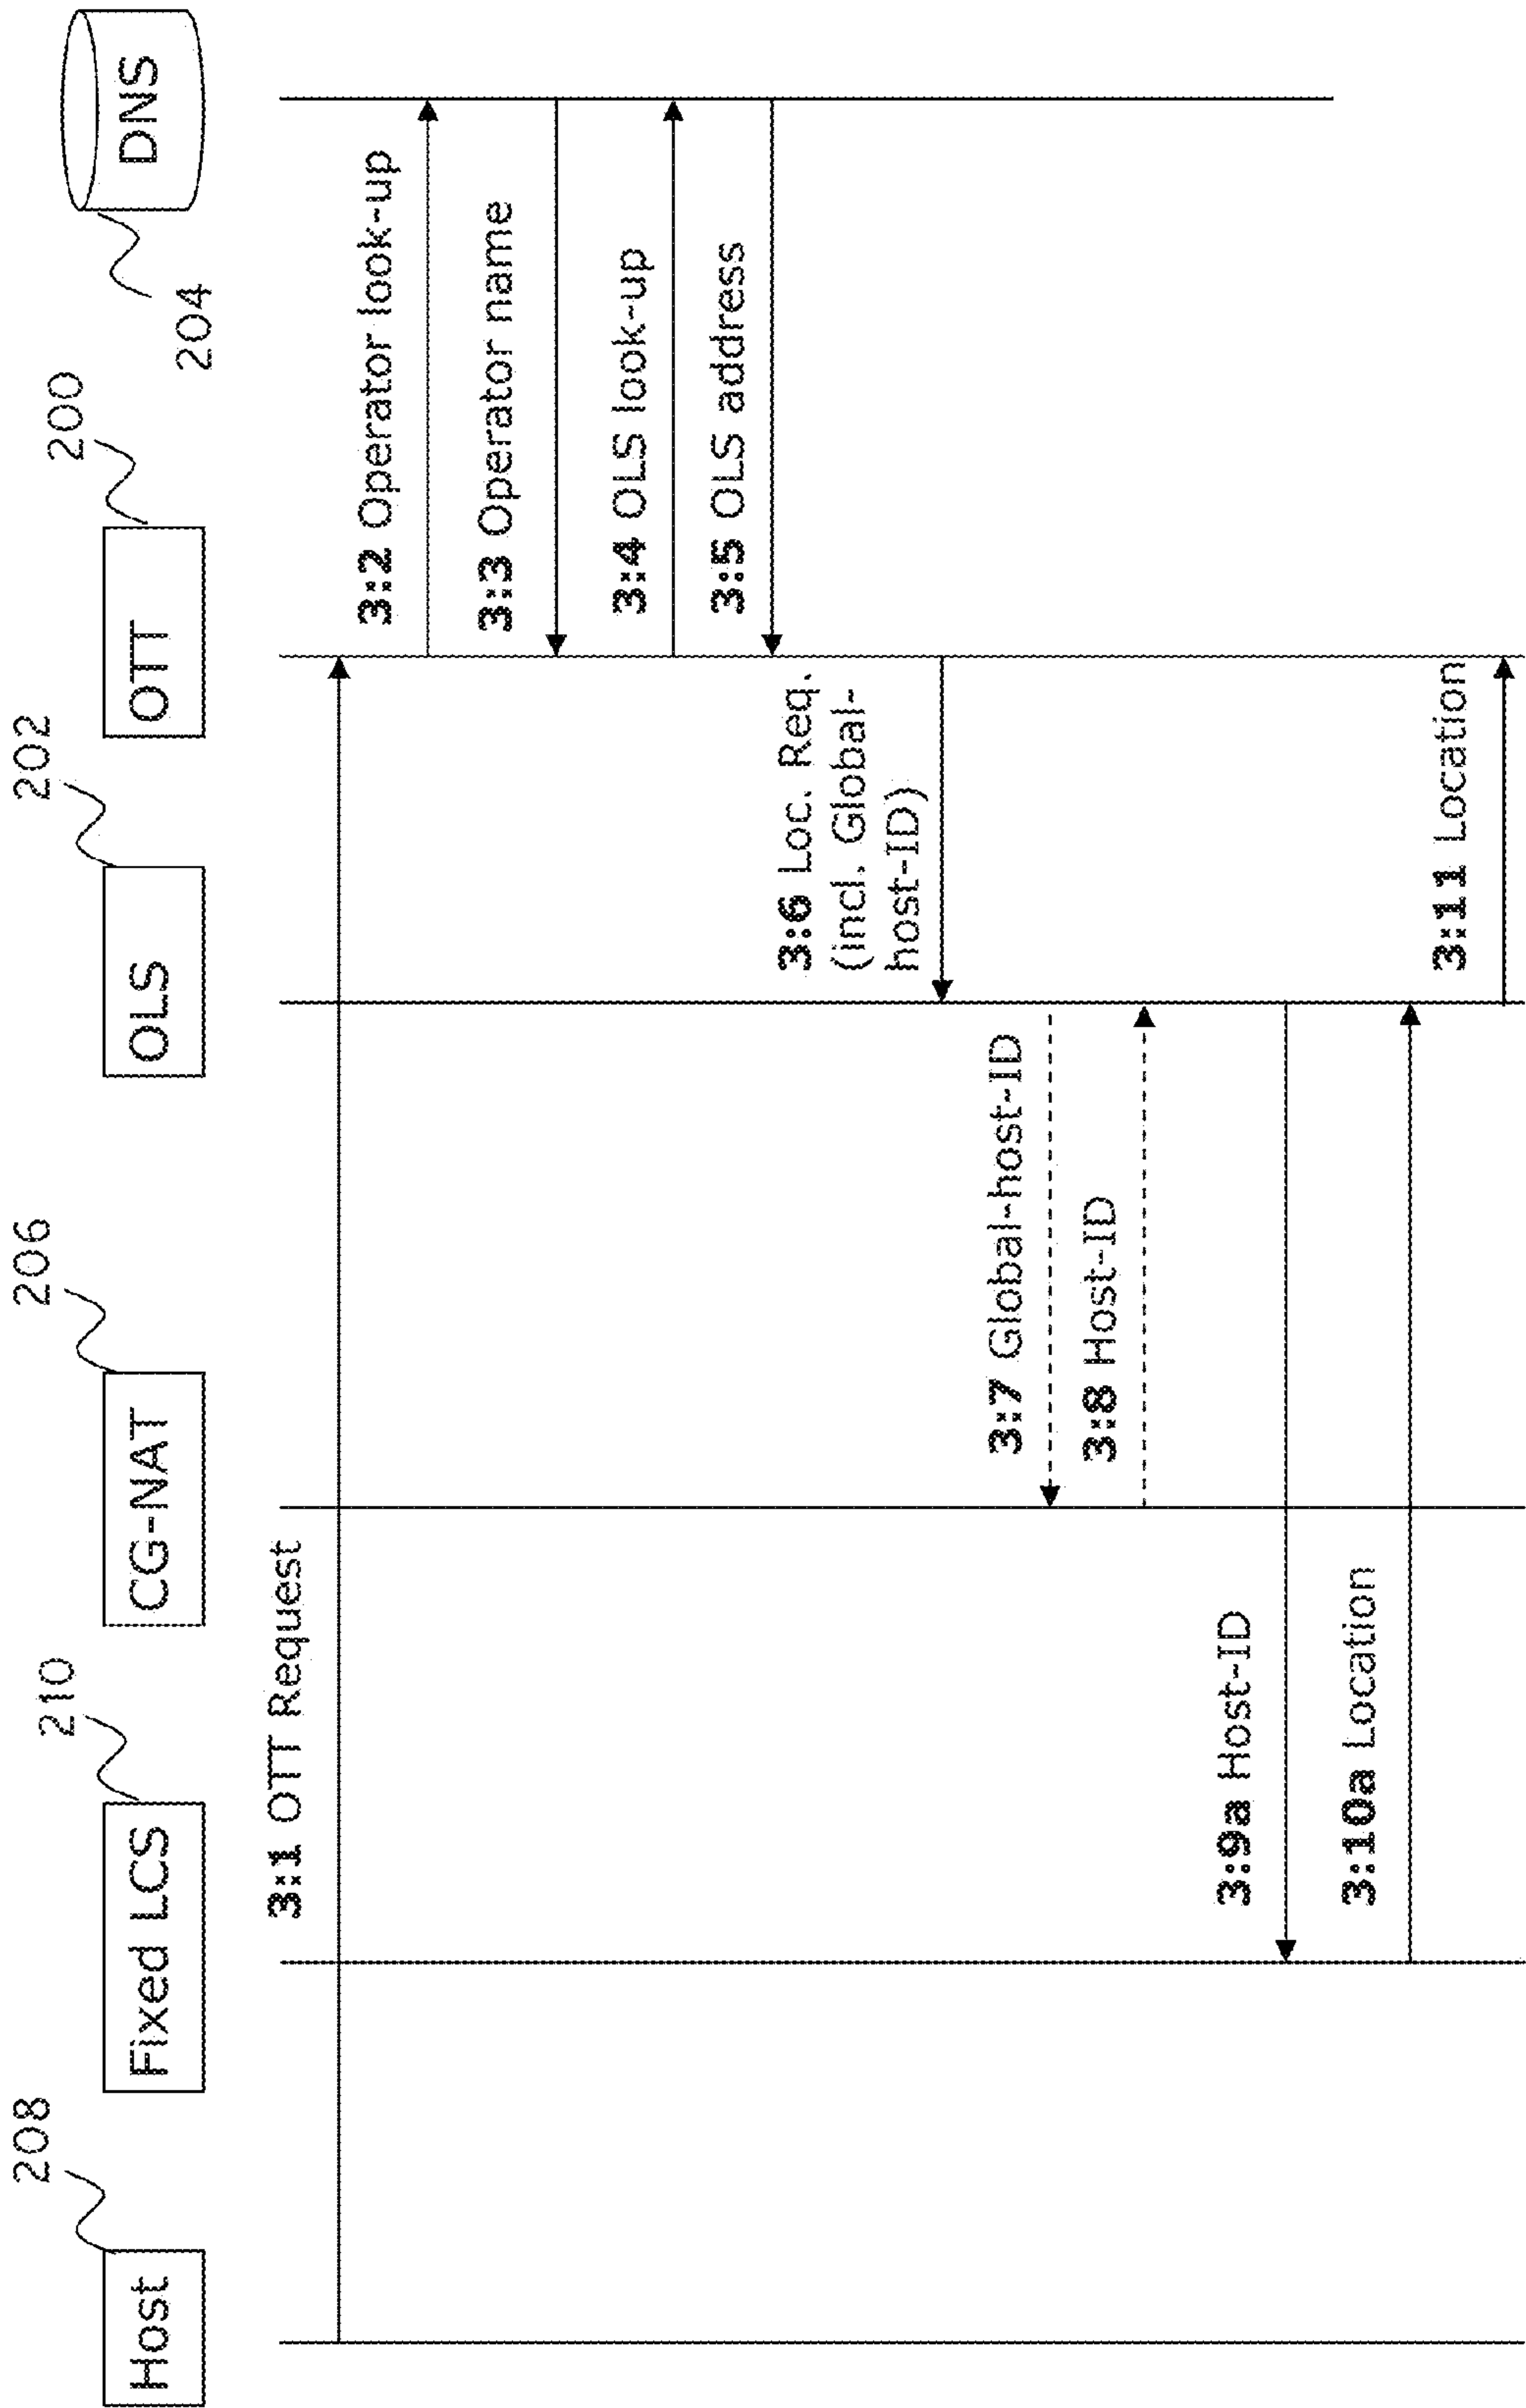 208
210
206
202
200
204
Host
Fixed LCS
CG-NAT
OLS
OTT
DNS
3:1 OTT Request
3:2 Operator look-up
3:3 Operator name
3:4 OLS look-up
3:5 OLS address
3:6 Loc. Req.
(incl. Global-
host-ID)
3:7 Global-host-ID
3:8 Host-ID
3:9a Host-ID
3:10a Location
3:11 Location